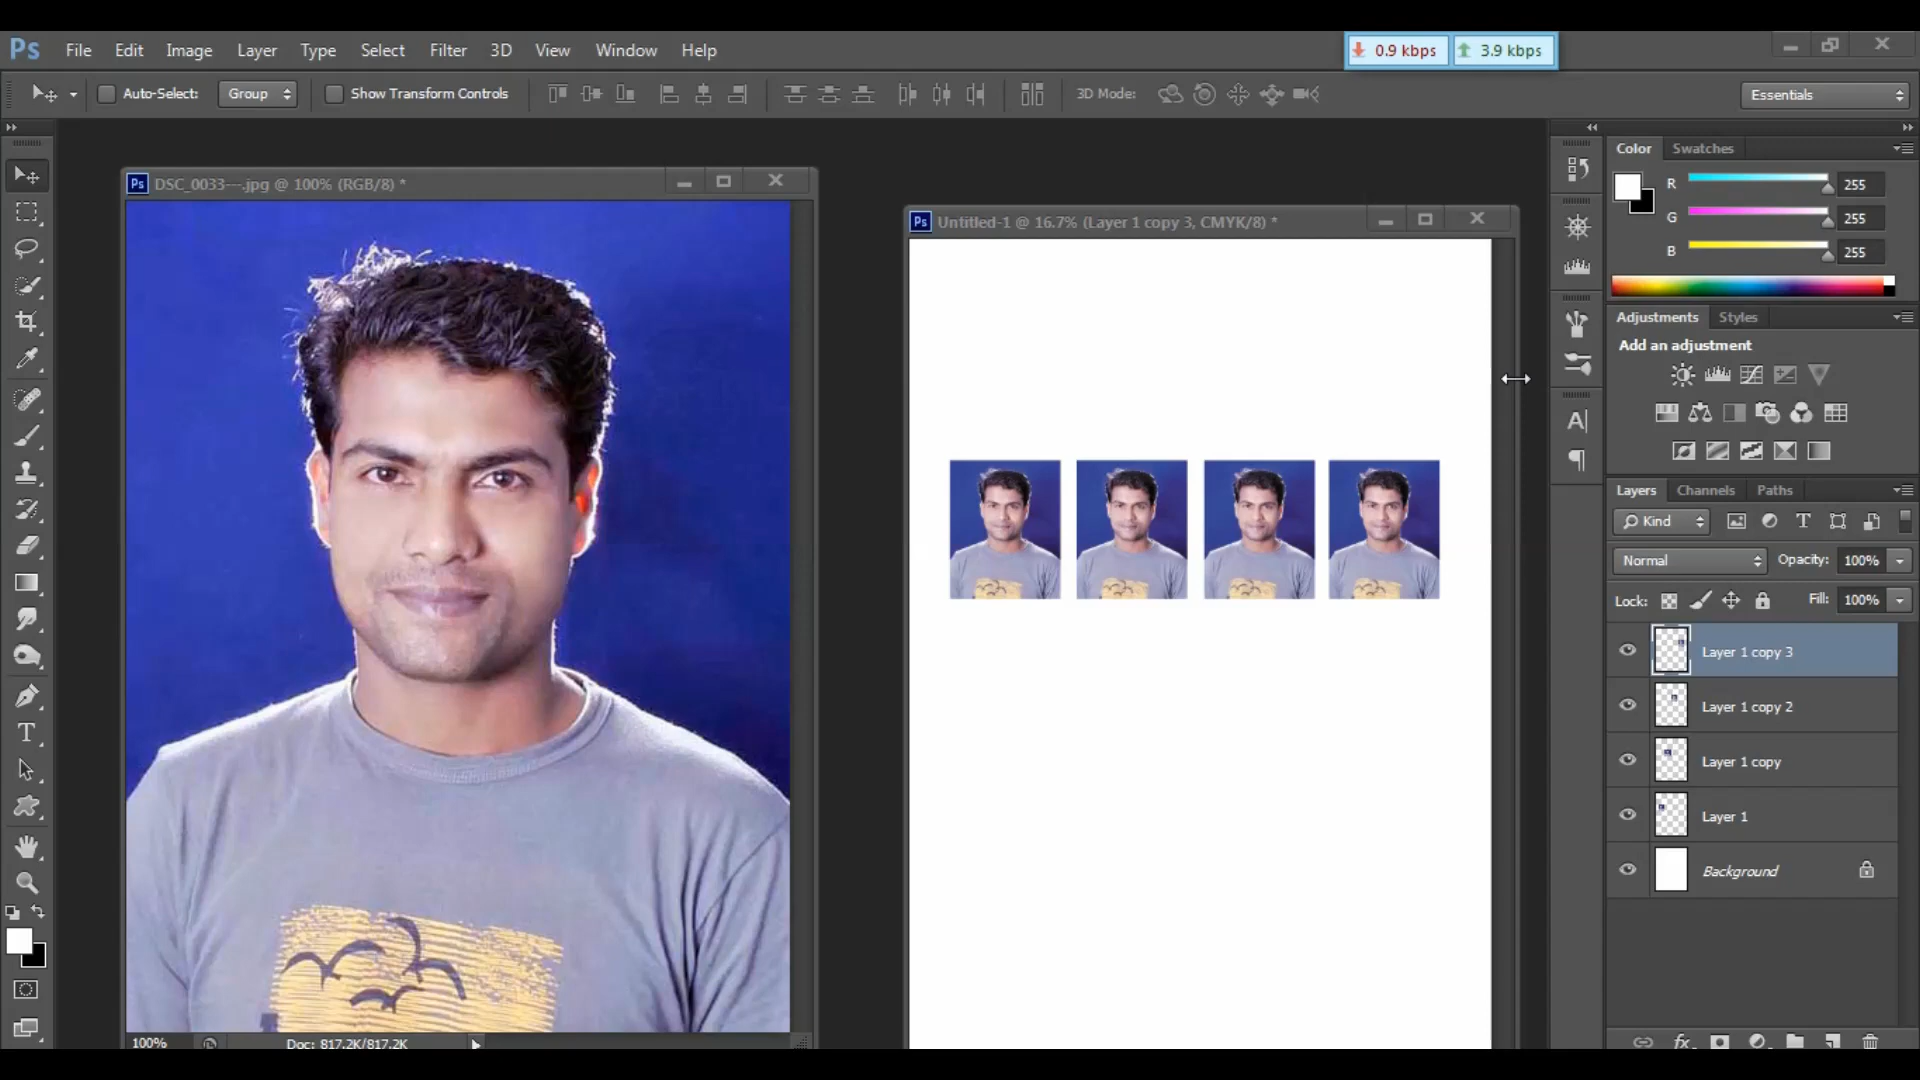 Ps File Edit Image Layer Type Select Filter 3D View Window Help
0.9 kbps 3.9 kbps
Auto-Select: Group Show Transform Controls 3D Mode: Essentials
Ps DSC_0033---.jpg @ 100% (RGB/8) *
Ps Untitled-1 @ 16.7% (Layer 1 copy 3, CMYK/8) *
100% Doc: 817.2K/817.2K
Color Swatches
R 255
G 255
B 255
Adjustments Styles
Add an adjustment
Layers Channels Paths
Kind
Normal Opacity: 100%
Lock: Fill: 100%
Layer 1 copy 3
Layer 1 copy 2
Layer 1 copy
Layer 1
Background